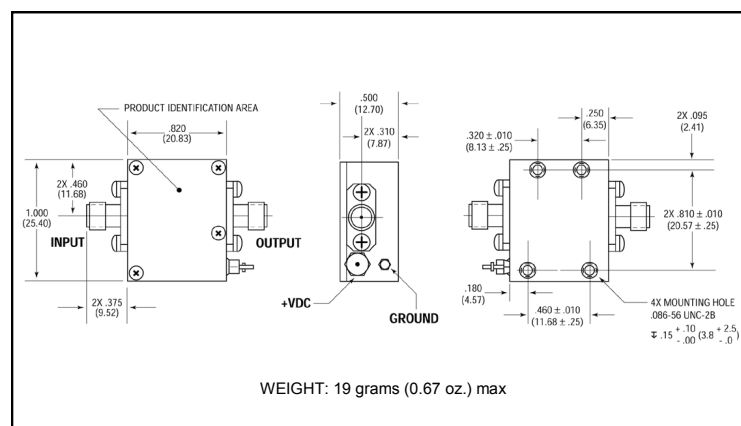 PRODUCT IDENTIFICATION AREA
.820
(20.83)
2X .460
(11.68)
1.000
(25.40)
INPUT
OUTPUT
2X .375
(9.52)
.500
(12.70)
2X .310
(7.87)
+VDC
GROUND
.250
(6.35)
2X .095
(2.41)
.320 ± .010
(8.13 ± .25)
2X .810 ± .010
(20.57 ± .25)
.180
(4.57)
.460 ± .010
(11.68 ± .25)
4X MOUNTING HOLE
.086-56 UNC-2B
↧ .15 + .10 - .00 (3.8 + 2.5 - .0 )
WEIGHT: 19 grams (0.67 oz.) max